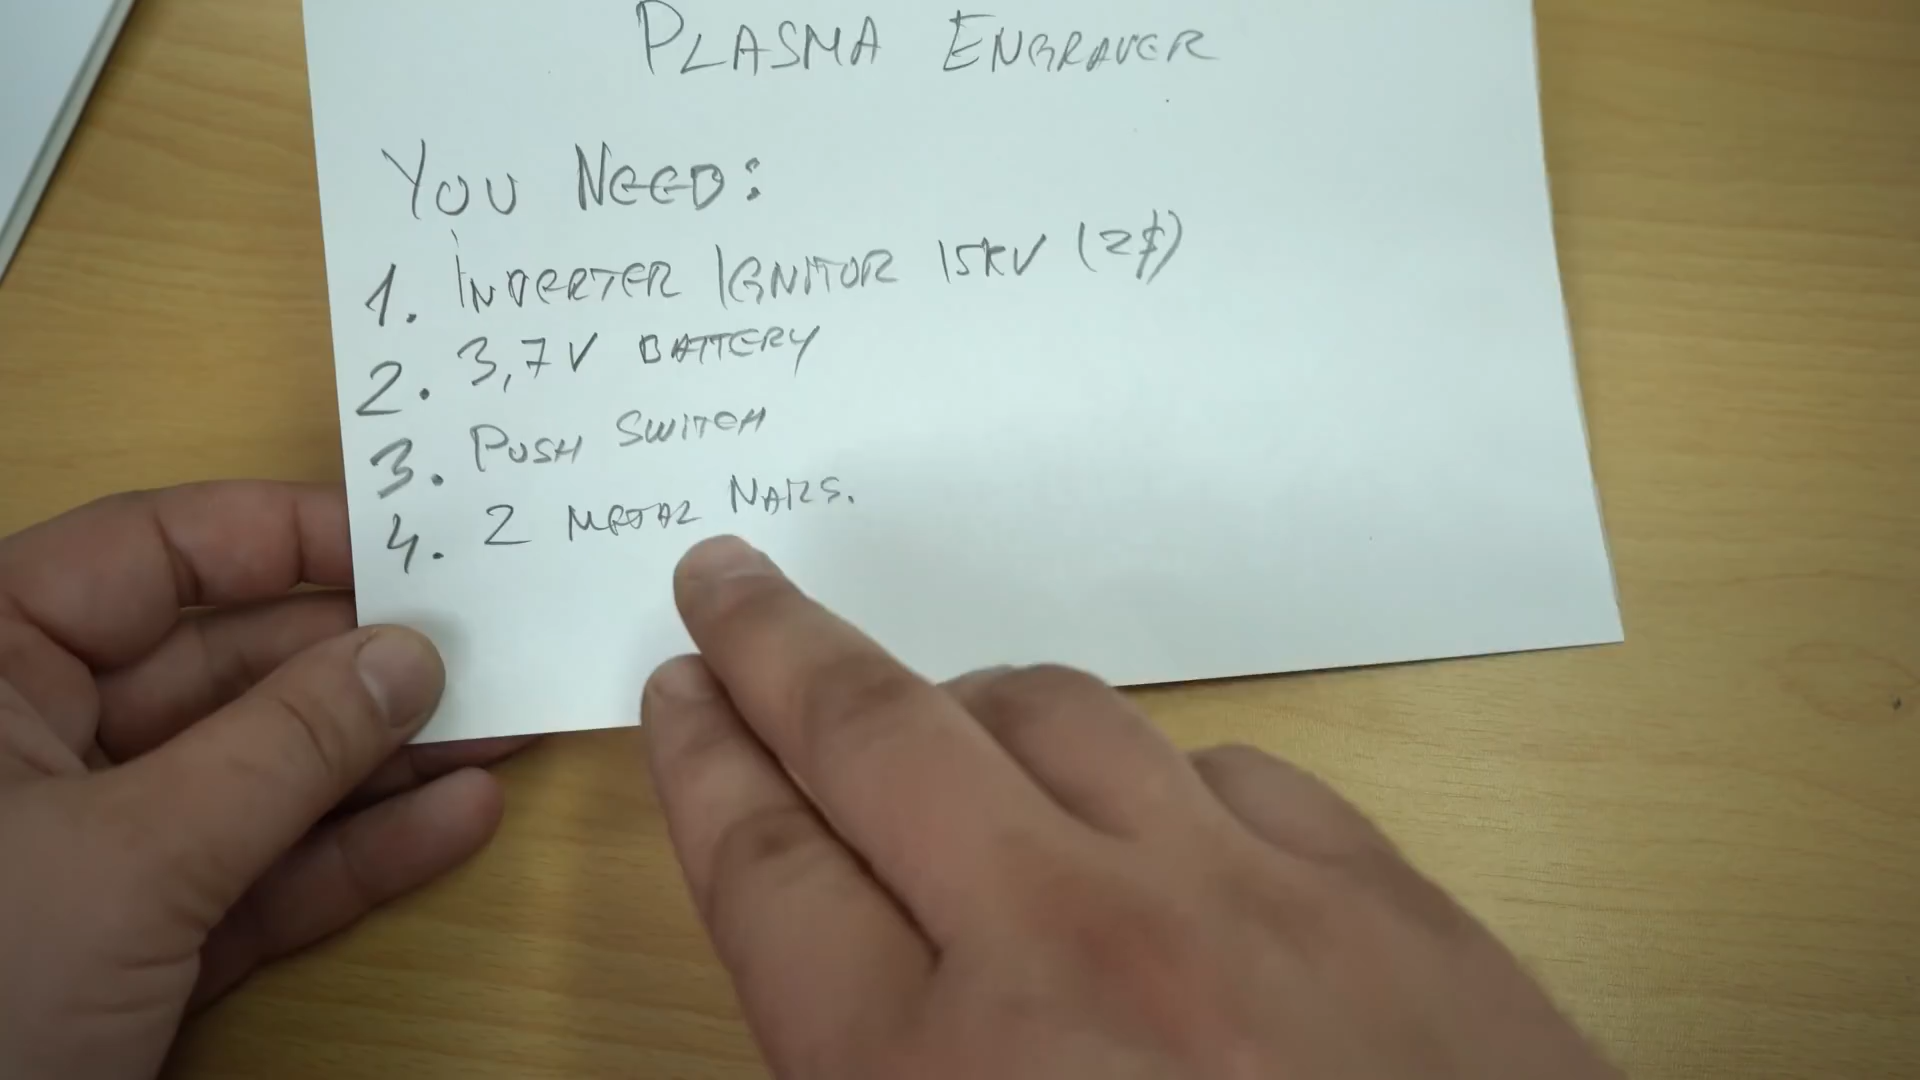 PLASMA ENGRAVER
YOU NEED:
1. INVERTER IGNITOR 15KV (2$)
2. 3,7V BATTERY
3. PUSH SWITCH
4. 2 METAL NAILS.